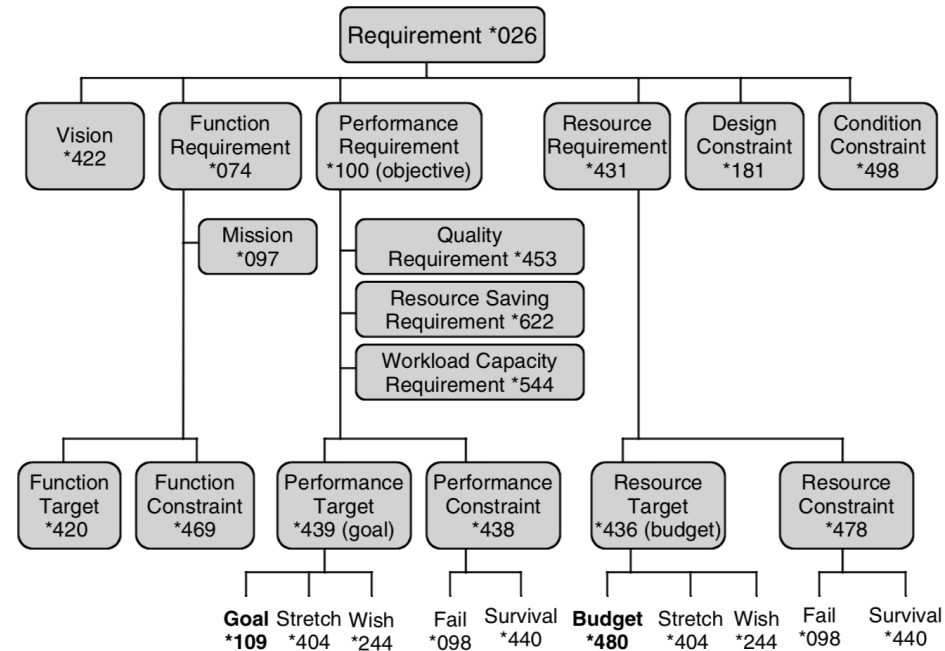 Requirement *026
Vision
*422
Function
Requirement
*074
Performance
Requirement
*100 (objective)
Resource
Requirement
*431
Design
Constraint
*181
Condition
Constraint
*498
Mission
*097
Quality
Requirement *453
Resource Saving
Requirement *622
Workload Capacity
Requirement *544
Function
Target
*420
Function
Constraint
*469
Performance
Target
*439 (goal)
Performance
Constraint
*438
Resource
Target
*436 (budget)
Resource
Constraint
*478
Goal
*109
Stretch
*404
Wish
*244
Fail
*098
Survival
*440
Budget
*480
Stretch
*404
Wish
*244
Fail
*098
Survival
*440